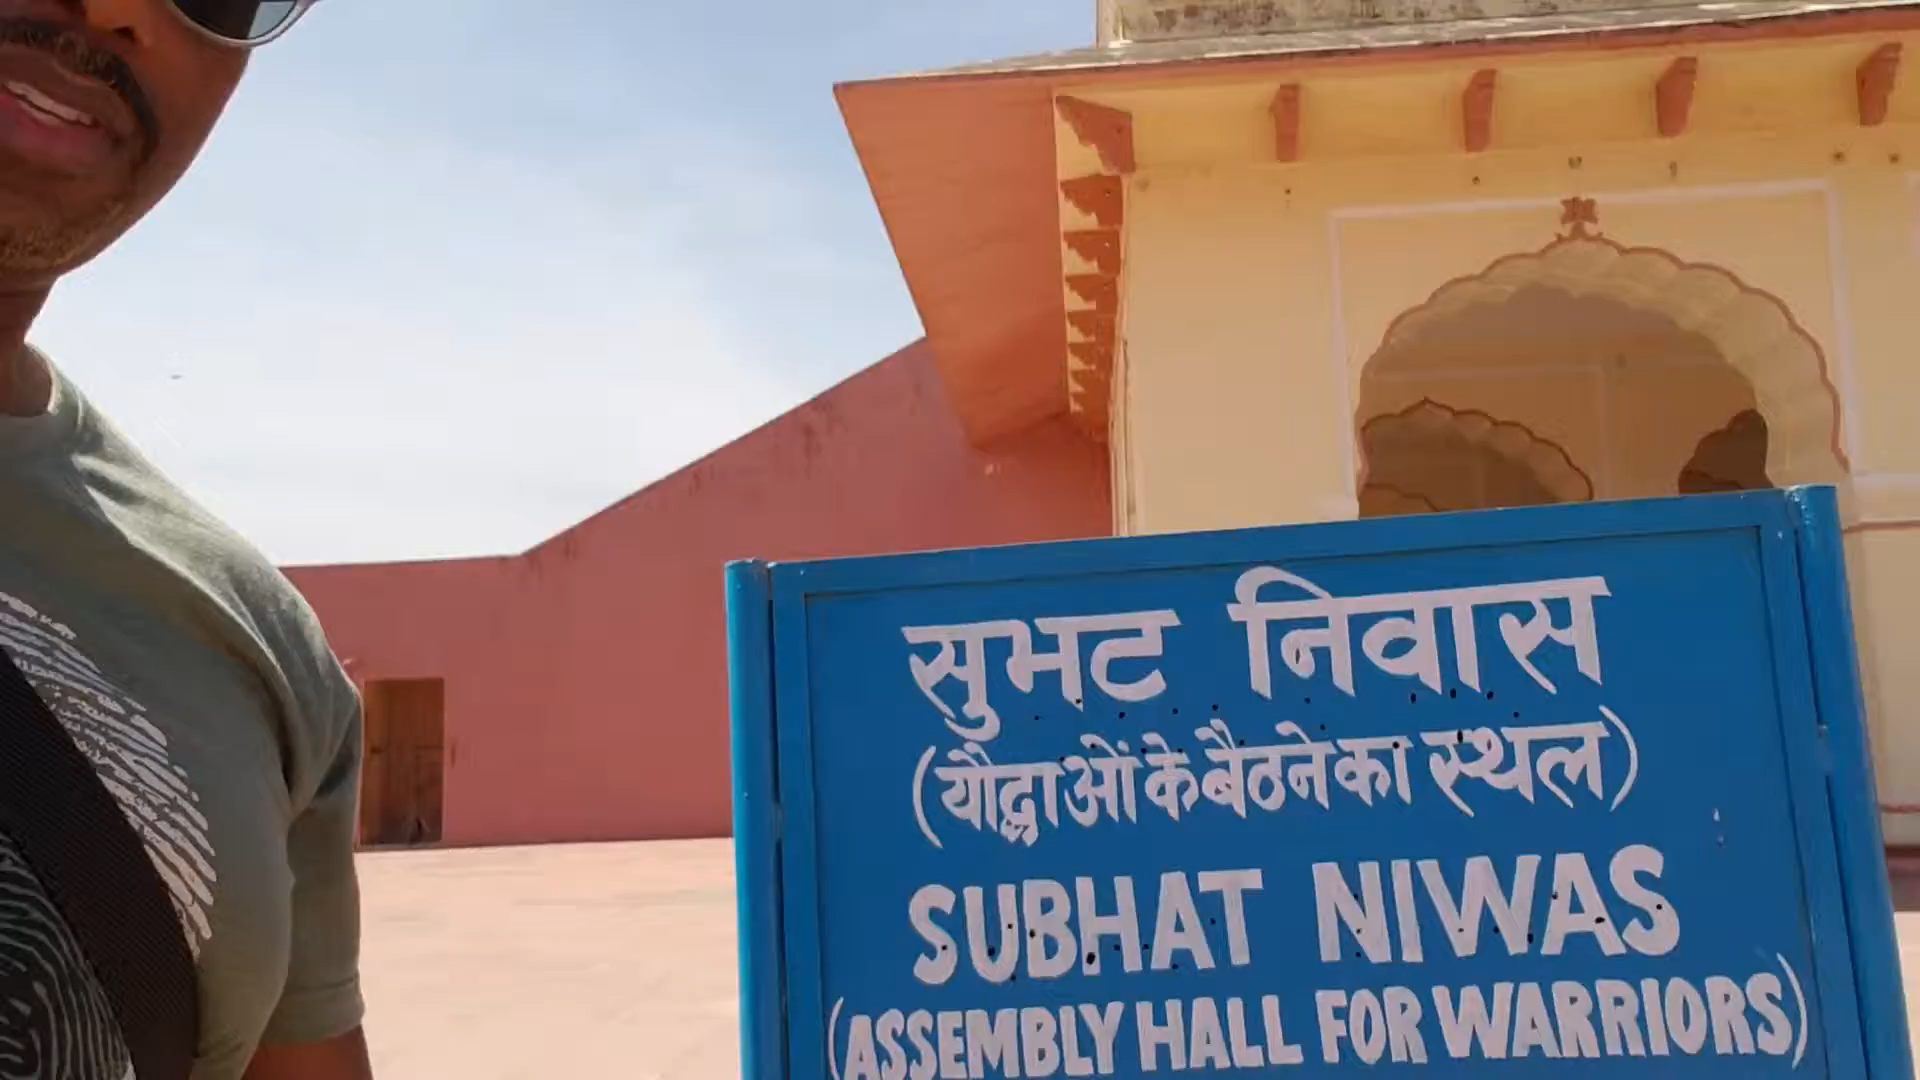 सुभट निवास
(यौद्धाओं के बैठने का स्थल)
SUBHAT NIWAS
(ASSEMBLY HALL FOR WARRIORS)